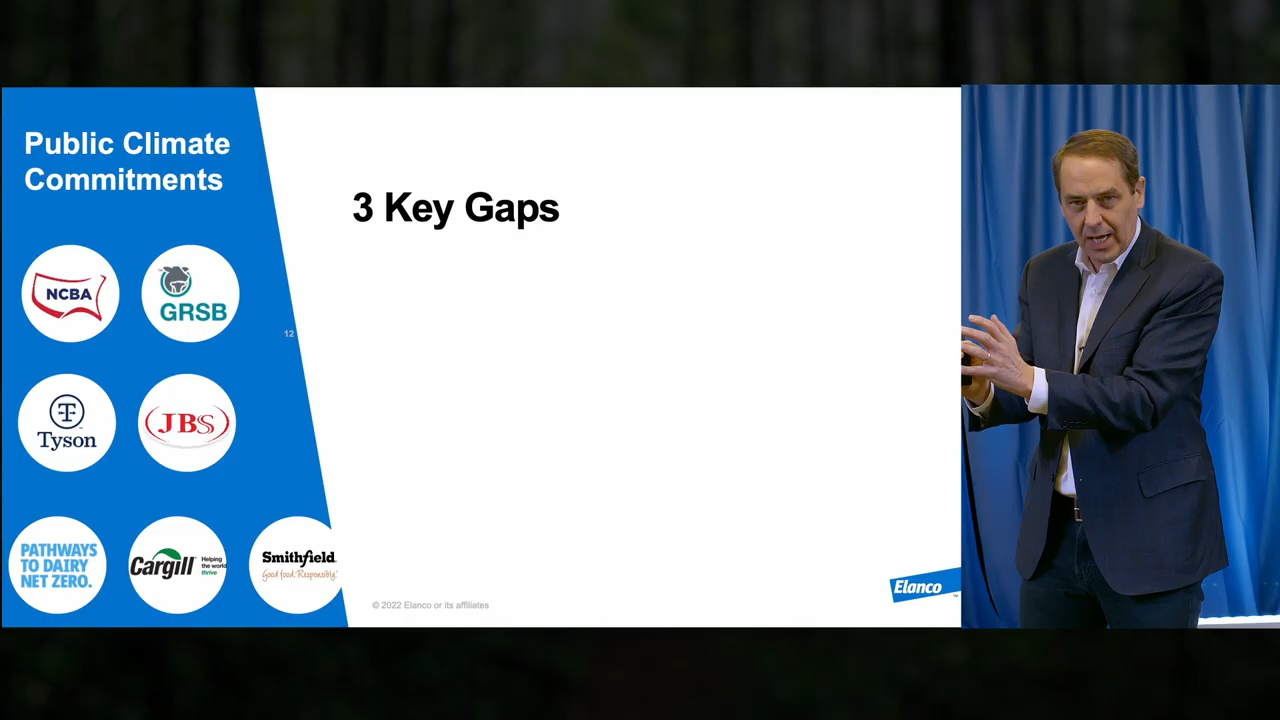 Public Climate
Commitments
3 Key Gaps
NCBA
GRSB
12
Tyson
JBS
PATHWAYS
TO DAIRY
NET ZERO.
Cargill
Helping
the world
thrive
Smithfield.
Good food. Responsibly.
© 2022 Elanco or its affiliates
Elanco
TM